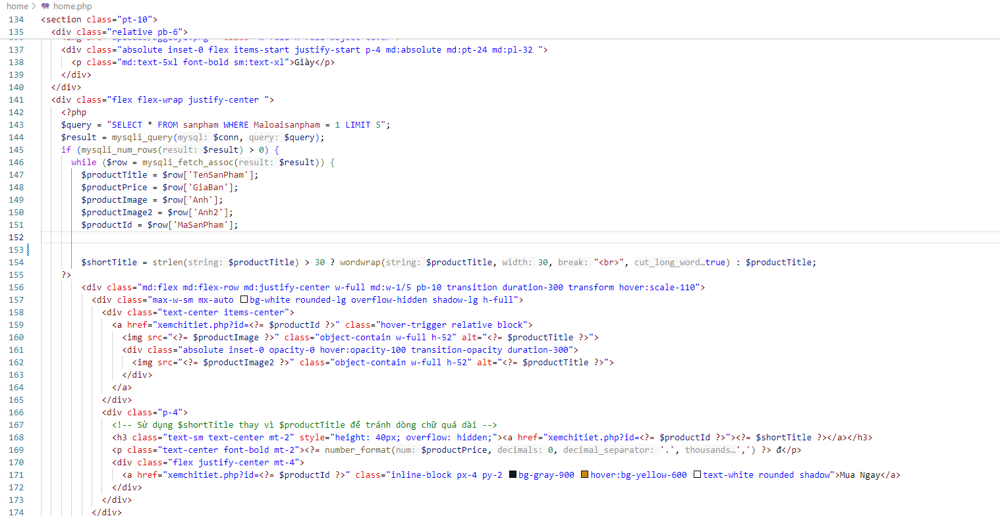 home > home.php
134 <section class="pt-10">
135 <div class="relative pb-6">
137 <div class="absolute inset-0 flex items-start justify-start p-4 md:absolute md:pt-24 md:pl-32 ">
138 <p class="md:text-5xl font-bold sm:text-xl">Giày</p>
139 </div>
140 </div>
141 <div class="flex flex-wrap justify-center ">
142 <?php
143 $query = "SELECT * FROM sanpham WHERE Maloaisanpham = 1 LIMIT 5";
144 $result = mysqli_query(mysql: $conn, query: $query);
145 if (mysqli_num_rows(result: $result) > 0) {
146 while ($row = mysqli_fetch_assoc(result: $result)) {
147 $productTitle = $row['TenSanPham'];
148 $productPrice = $row['GiaBan'];
149 $productImage = $row['Anh'];
150 $productImage2 = $row['Anh2'];
151 $productId = $row['MaSanPham'];
152
153
154 $shortTitle = strlen(string: $productTitle) > 30 ? wordwrap(string: $productTitle, width: 30, break: "<br>", cut_long_word…true) : $productTitle;
155 ?>
156 <div class="md:flex md:flex-row md:justify-center w-full md:w-1/5 pb-10 transition duration-300 transform hover:scale-110">
157 <div class="max-w-sm mx-auto bg-white rounded-lg overflow-hidden shadow-lg h-full">
158 <div class="text-center items-center">
159 <a href="xemchitiet.php?id=<?= $productId ?>" class="hover-trigger relative block">
160 <img src="<?= $productImage ?>" class="object-contain w-full h-52" alt="<?= $productTitle ?>">
161 <div class="absolute inset-0 opacity-0 hover:opacity-100 transition-opacity duration-300">
162 <img src="<?= $productImage2 ?>" class="object-contain w-full h-52" alt="<?= $productTitle ?>">
163 </div>
164 </a>
165 </div>
166 <div class="p-4">
167 <!-- Sử dụng $shortTitle thay vì $productTitle để tránh dòng chữ quá dài -->
168 <h3 class="text-sm text-center mt-2" style="height: 40px; overflow: hidden;"><a href="xemchitiet.php?id=<?= $productId ?>"><?= $shortTitle ?></a></h3>
169 <p class="text-center font-bold mt-2"><?= number_format(num: $productPrice, decimals: 0, decimal_separator: '.', thousands…',') ?> đ</p>
170 <div class="flex justify-center mt-4">
171 <a href="xemchitiet.php?id=<?= $productId ?>" class="inline-block px-4 py-2 bg-gray-900 hover:bg-yellow-600 text-white rounded shadow">Mua Ngay</a>
172 </div>
173 </div>
174 </div>